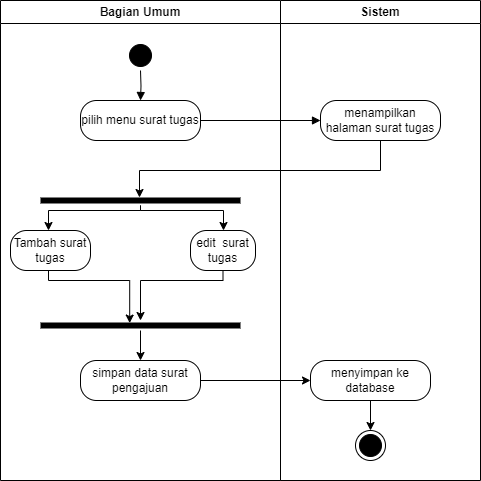 Bagian Umum
Sistem
pilih menu surat tugas
menampilkan
halaman surat tugas
Tambah surat
tugas
edit surat
tugas
simpan data surat
pengajuan
menyimpan ke
database